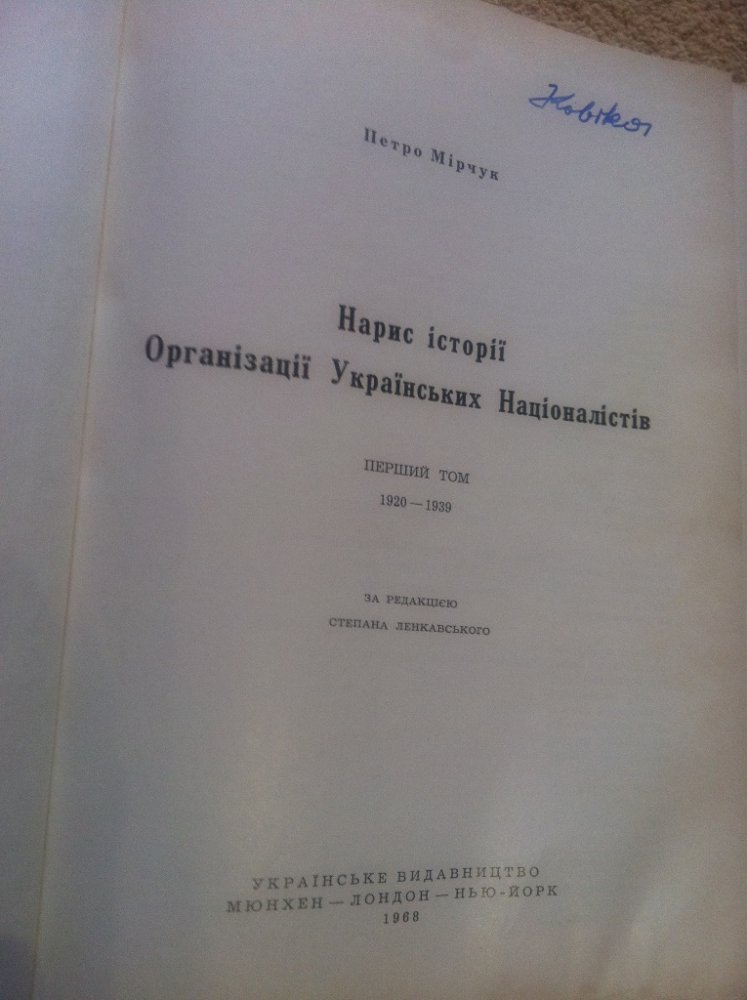 Петро Мірчук
Нарис історії
Організації Українських Націоналістів
ПЕРШИЙ ТОМ
1920 — 1939
ЗА РЕДАКЦІЄЮ
СТЕПАНА ЛЕНКАВСЬКОГО
УКРАЇНСЬКЕ ВИДАВНИЦТВО
МЮНХЕН — ЛОНДОН — НЬЮ-ЙОРК
1968